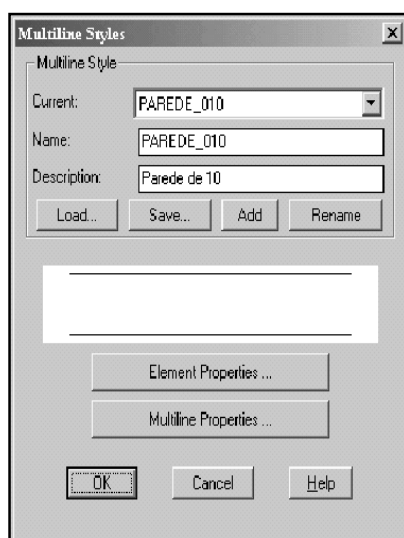 Multiline Styles
Multiline Style
Current: PAREDE_010
Name: PAREDE_010
Description: Parede de 10
Load... Save... Add Rename
Element Properties ...
Multiline Properties ...
OK Cancel Help